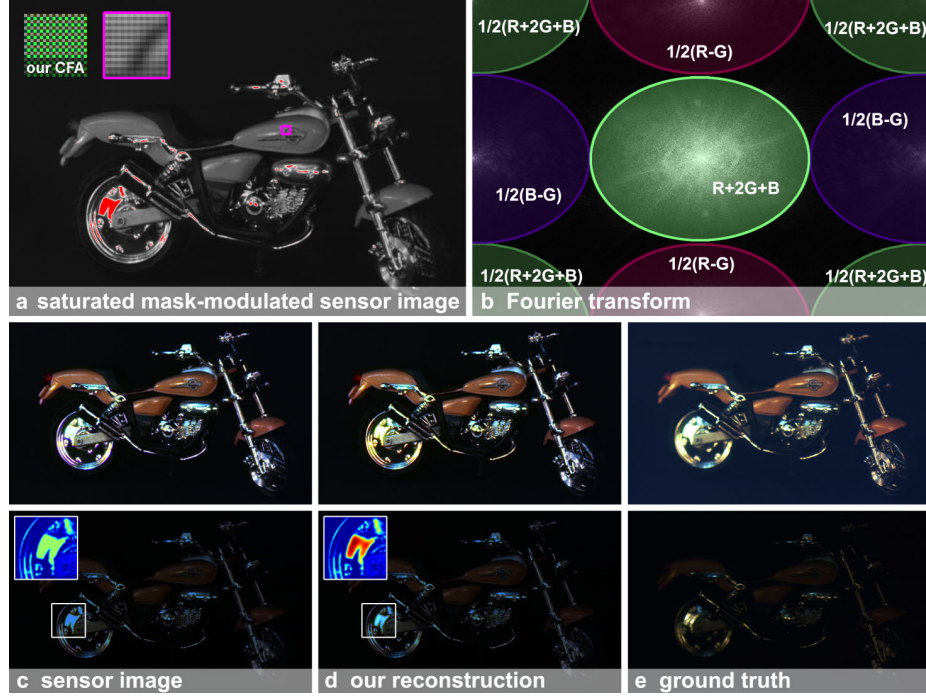 our CFA
a saturated mask-modulated sensor image
1/2(R+2G+B)
1/2(R-G)
1/2(R+2G+B)
1/2(B-G)
1/2(B-G)
R+2G+B
1/2(R+2G+B)
1/2(R-G)
1/2(R+2G+B)
b Fourier transform
c sensor image
d our reconstruction
e ground truth